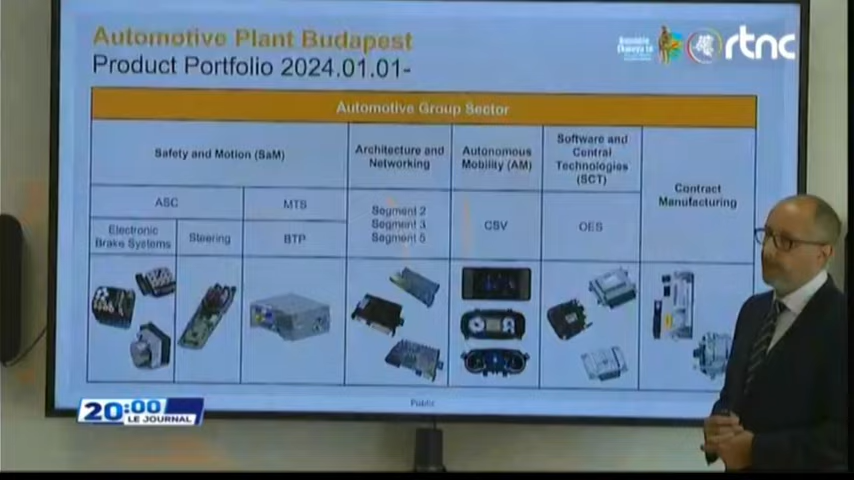 Automotive Plant Budapest
Product Portfolio 2024.01.01-
rtnc
Automotive Group Sector
Safety and Motion (SaM)
Architecture and
Networking
Autonomous
Mobility (AM)
Software and
Central
Technologies
(SCT)
Contract
Manufacturing
ASC
MTS
Segment 2
Segment 3
Segment 5
CSV
OES
Electronic
Brake Systems
Steering
BTP
Public
20:00
LE JOURNAL